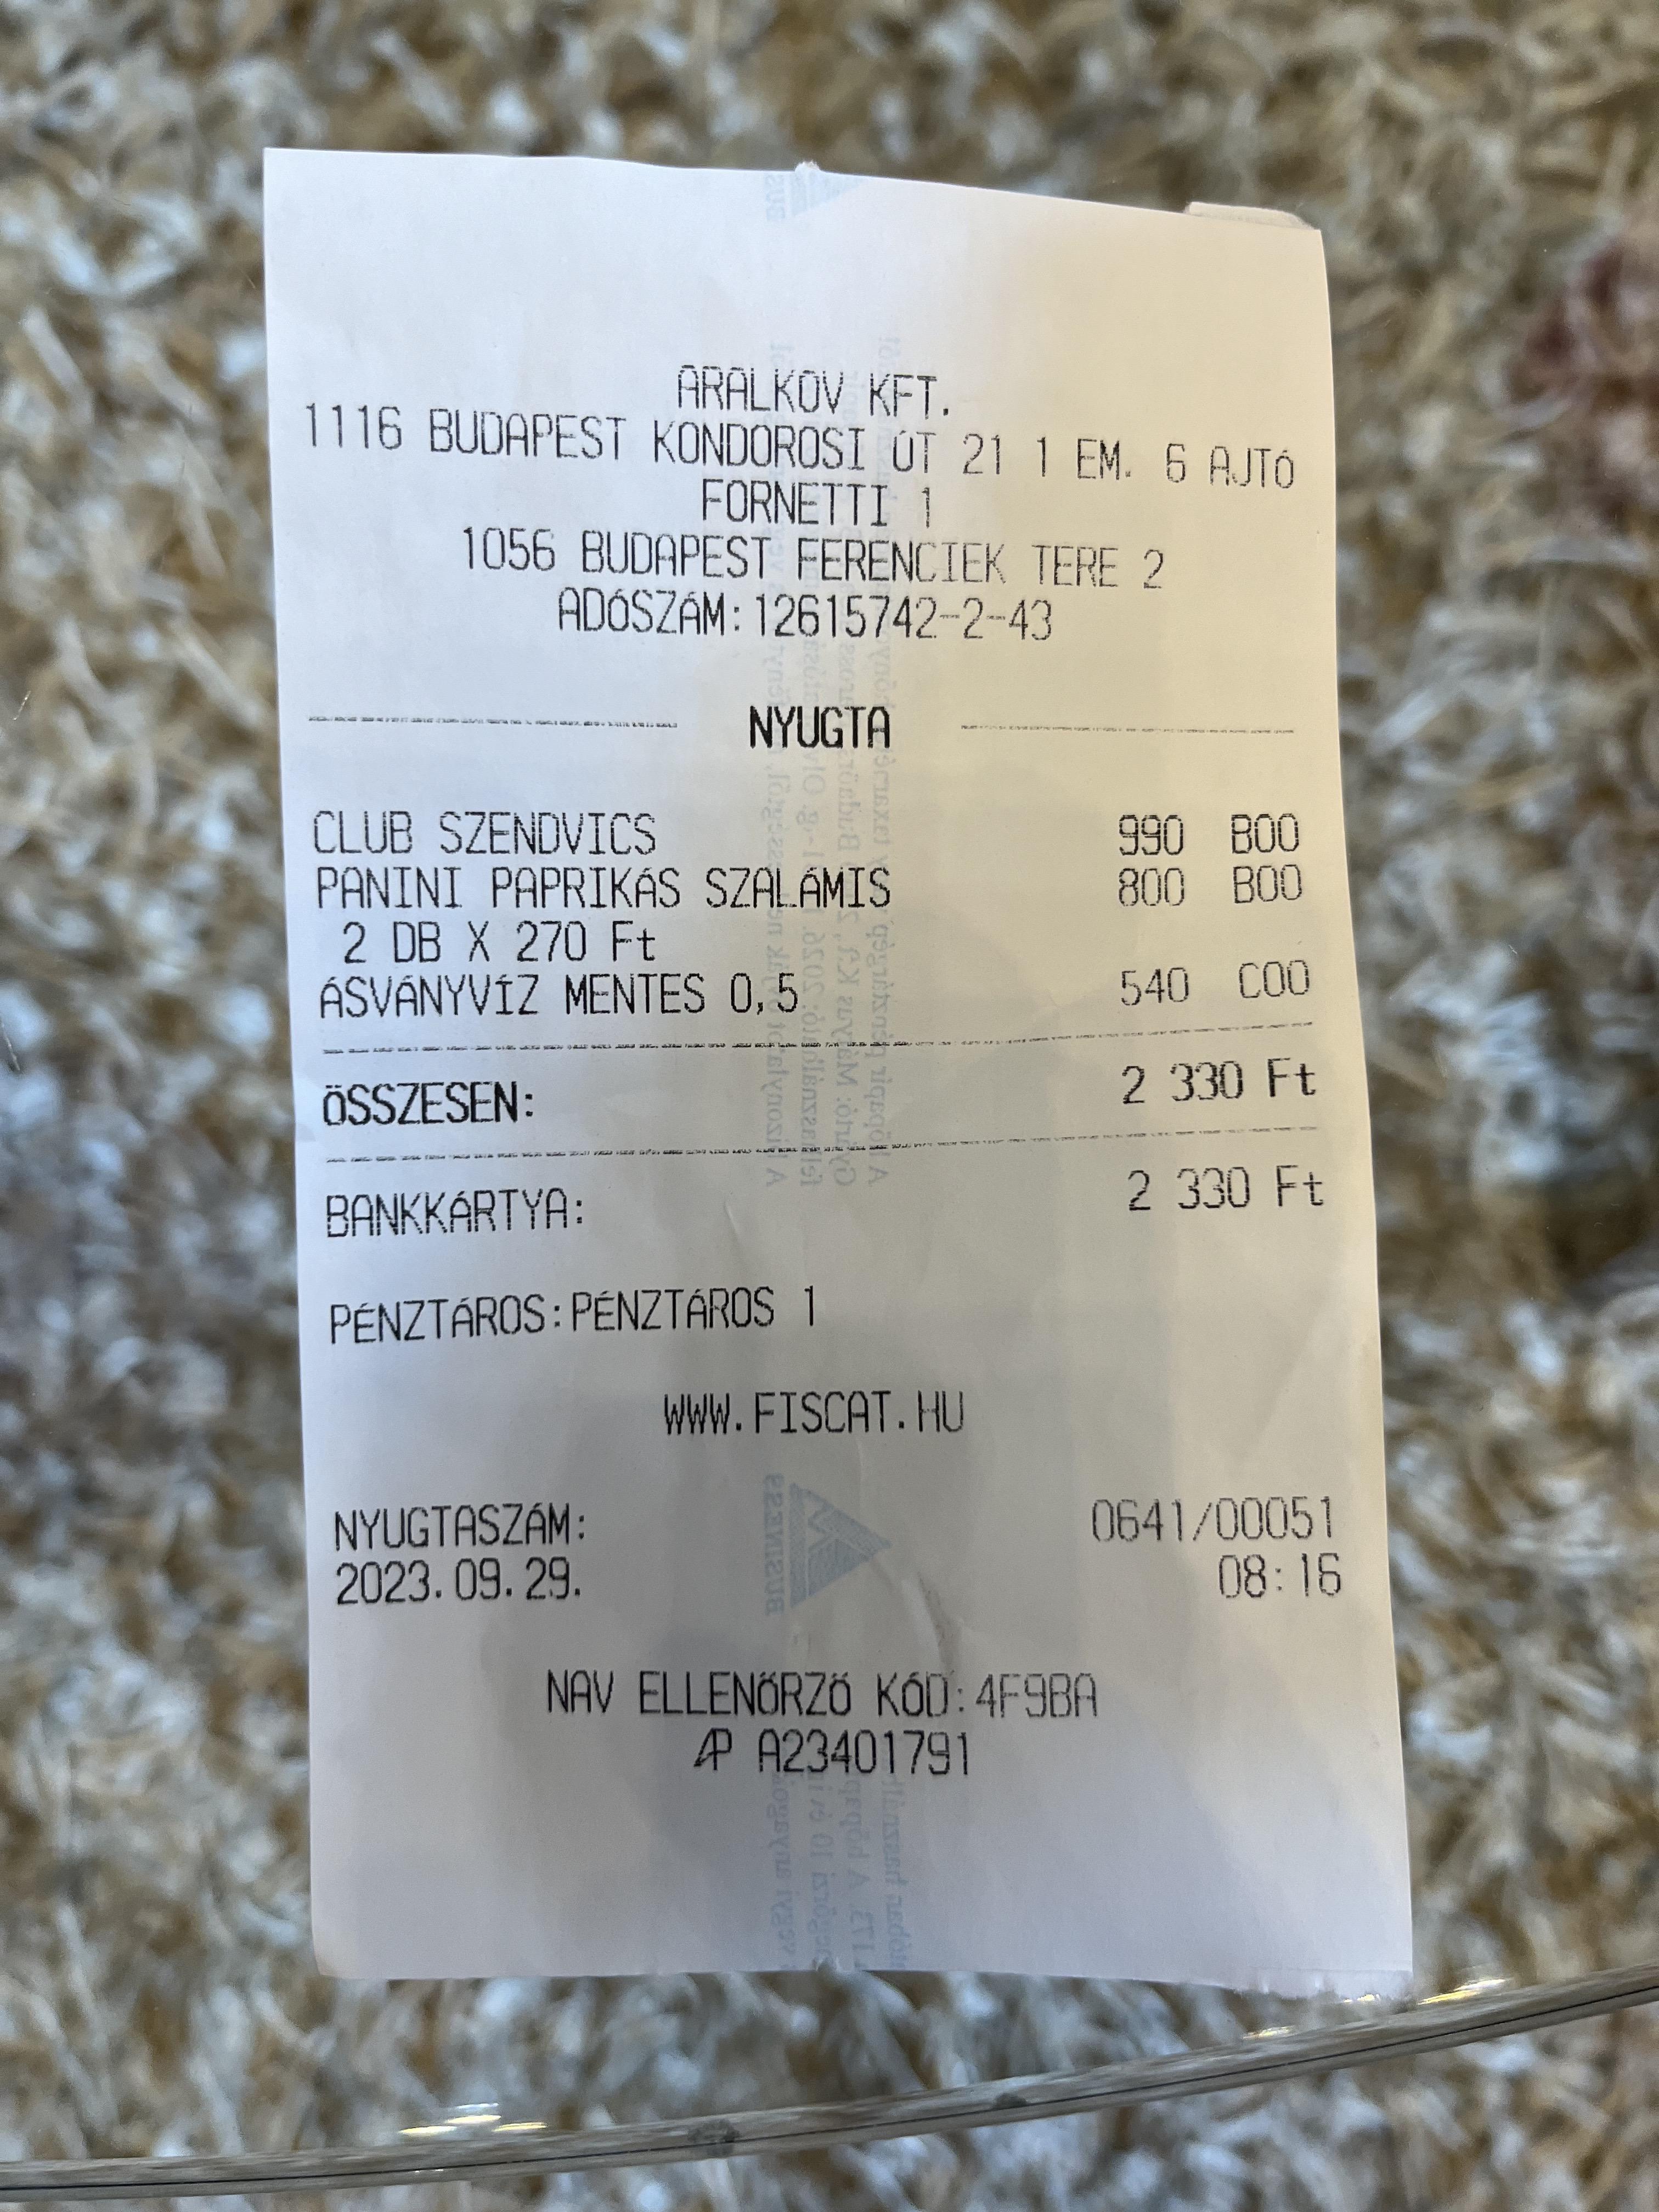 ARALKOV KFT.
1116 BUDAPEST KONDOROSI ÚT 21 1 EM. 6 AJTÓ
FORNETTI 1
1056 BUDAPEST FERENCIEK TERE 2
ADÓSZÁM:12615742-2-43
NYUGTA
CLUB SZENDVICS 990 B00
PANINI PAPRIKÁS SZALÁMIS 800 B00
2 DB X 270 Ft
ÁSVÁNYVÍZ MENTES 0,5 540 C00
ÖSSZESEN: 2 330 Ft
BANKKÁRTYA: 2 330 Ft
PÉNZTÁROS:PÉNZTÁROS 1
WWW.FISCAT.HU
NYUGTASZÁM: 0641/00051
2023.09.29. 08:16
NAV ELLENŐRZŐ KÓD:4F9BA
AP A23401791
BUSINESS